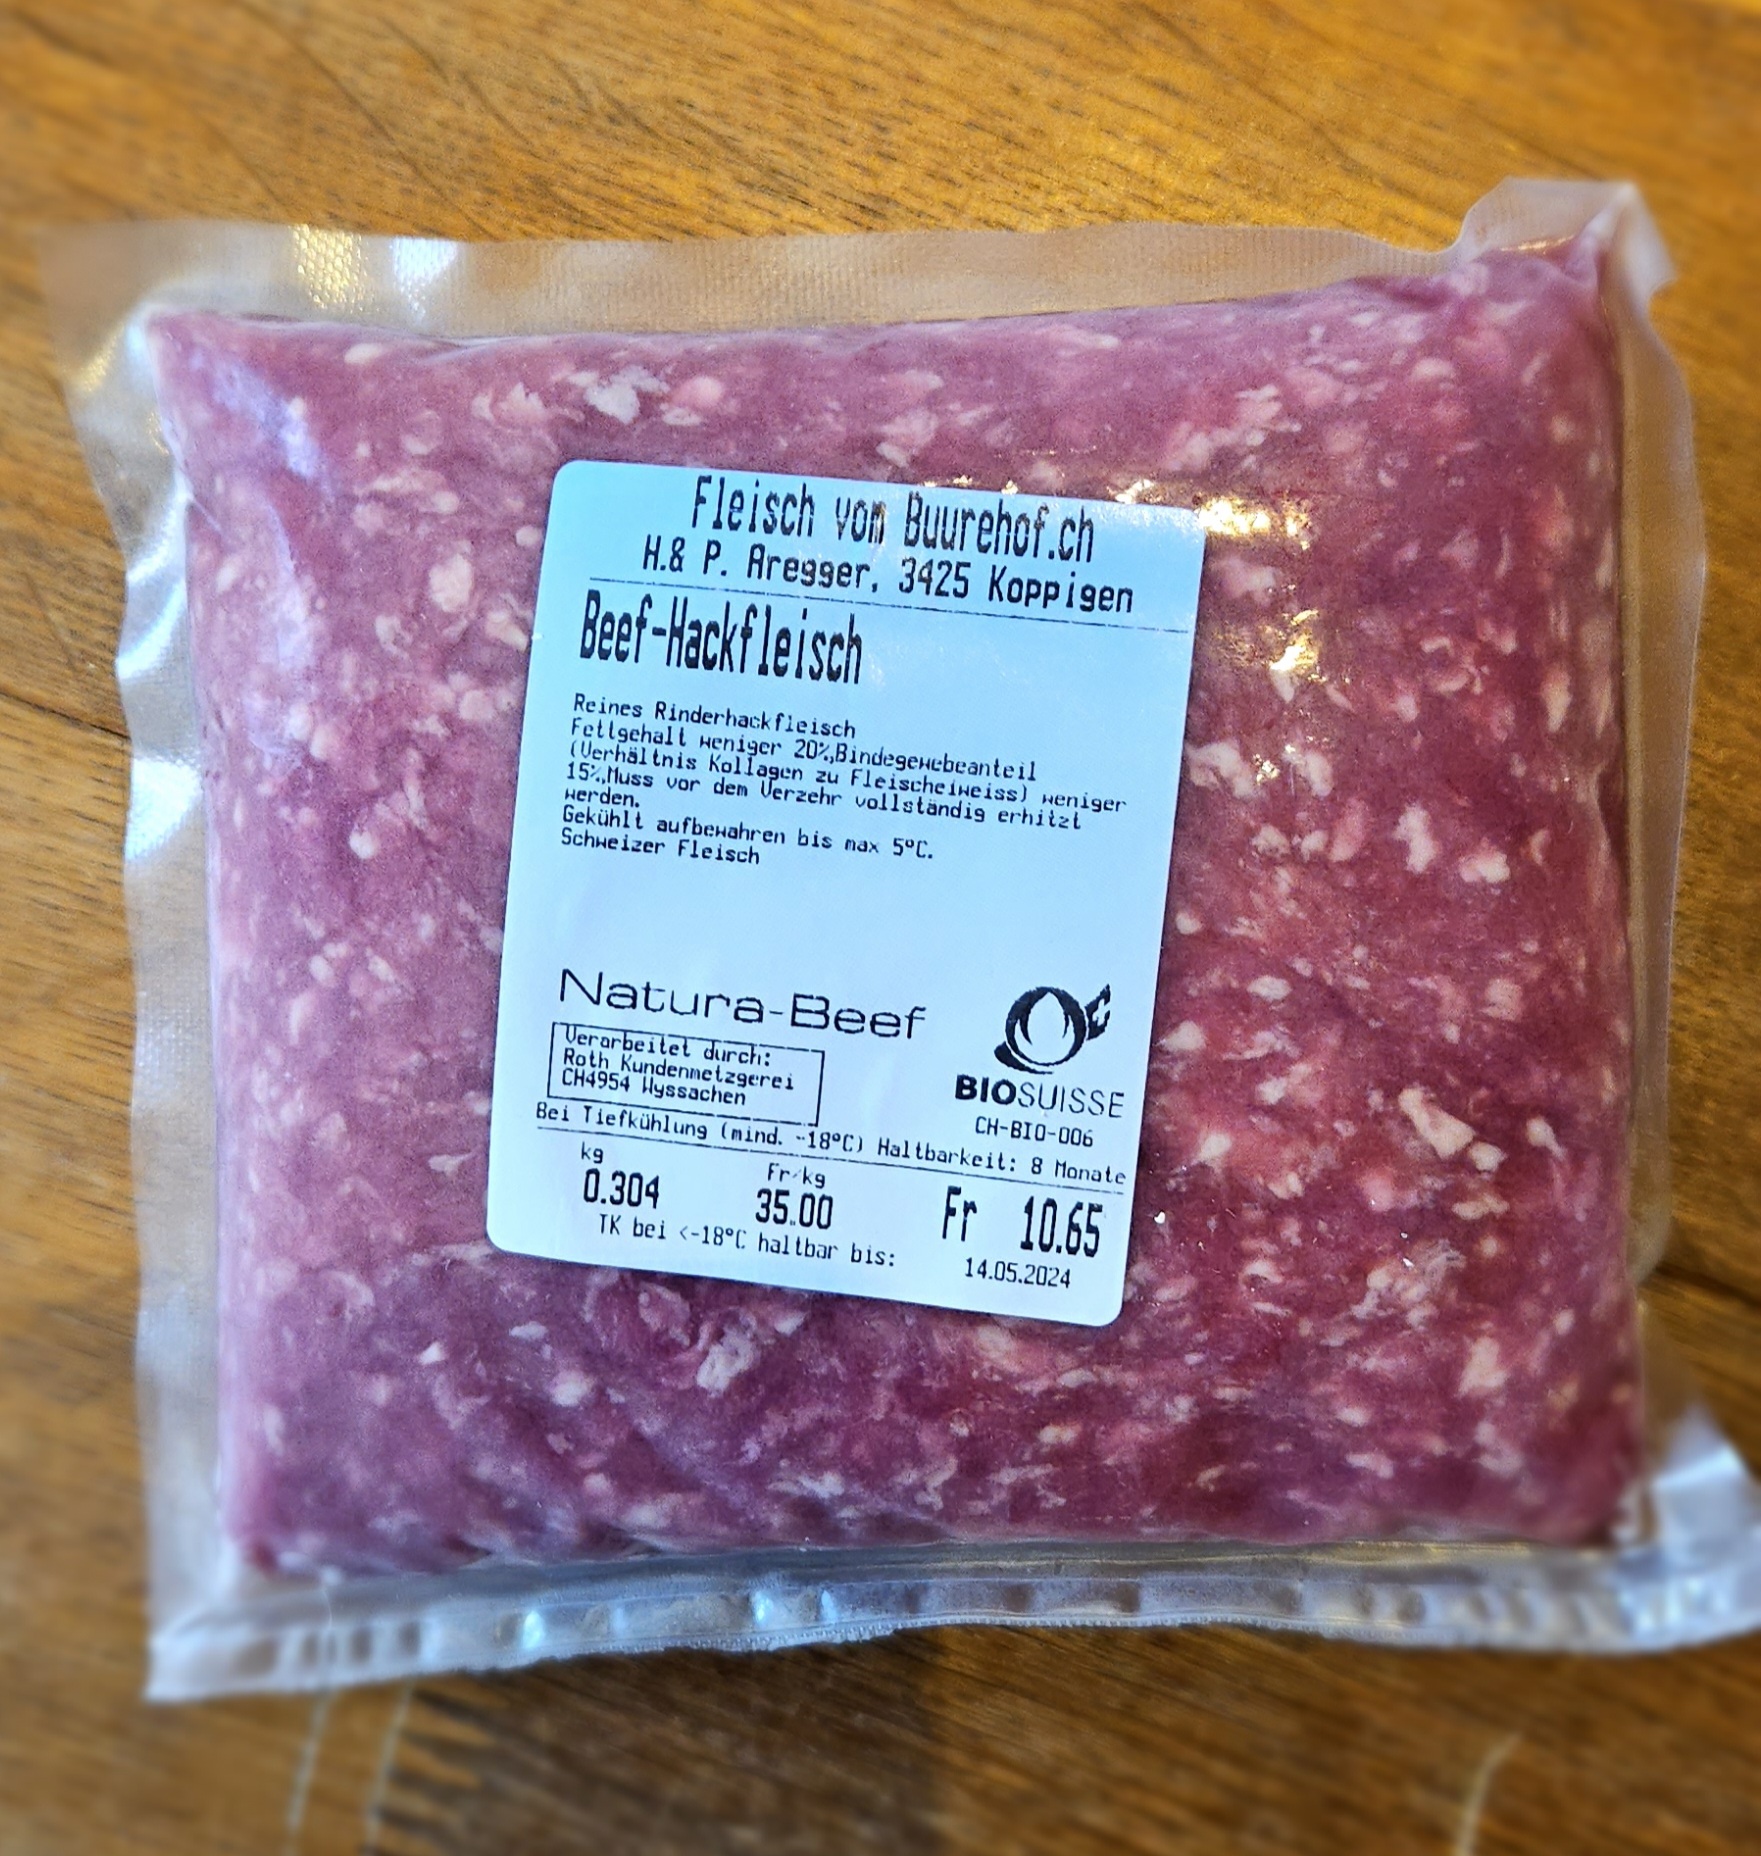 Fleisch vom Buurehof.ch
H.& P. Aregger, 3425 Koppigen
Beef-Hackfleisch
Reines Rinderhackfleisch
Fettgehalt weniger 20%,Bindegewebeanteil
(Verhältnis Kollagen zu Fleischeiweiss) weniger
15%,Muss vor dem Verzehr vollständig erhitzt
werden.
Gekühlt aufbewahren bis max 5°C.
Schweizer Fleisch
Natura-Beef
Verarbeitet durch:
Roth Kundenmetzgerei
CH4954 Wyssachen
BIOSUISSE
CH-BIO-006
Bei Tiefkühlung (mind. -18°C) Haltbarkeit: 8 Monate
kg Fr/kg
0.304 35.00 Fr 10.65
TK bei <-18°C haltbar bis: 14.05.2024